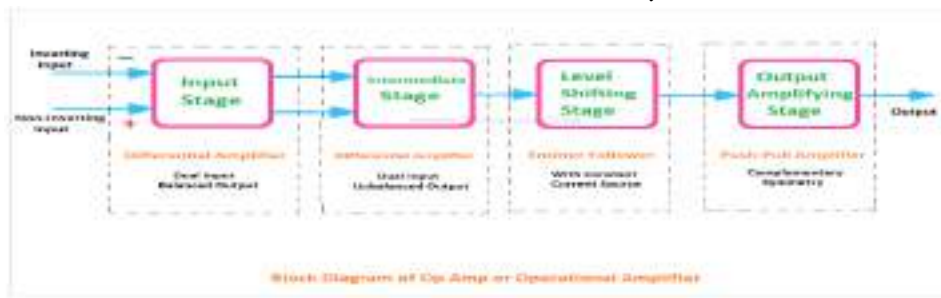 Inverting
Input
Non-Inverting
Input
Input
Stage
Differential Amplifier
Dual Input
Balanced Output
Intermediate
Stage
Differential Amplifier
Dual Input
Unbalanced Output
Level
Shifting
Stage
Emitter Follower
With constant
Current Source
Output
Amplifying
Stage
Push-Pull Amplifier
Complementary
Symmetry
Output
Block Diagram of Op Amp or Operational Amplifier